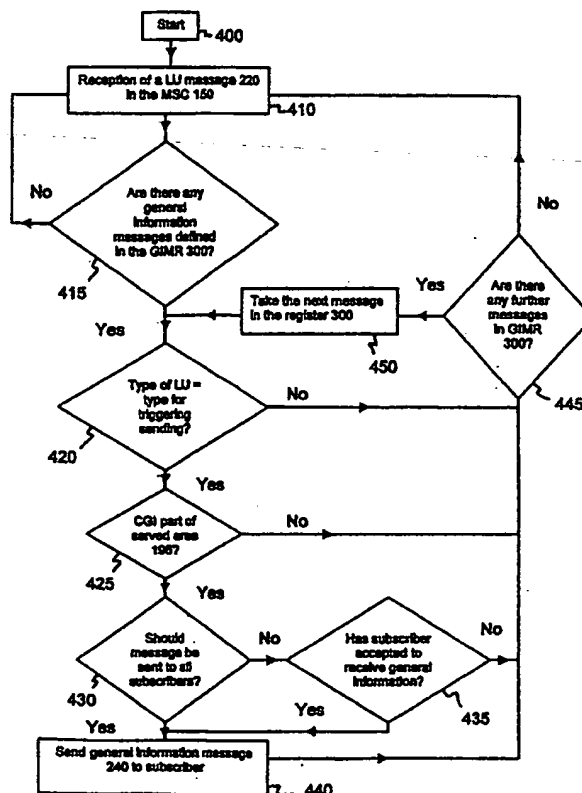 Start
400
Reception of a LU message 220
in the MSC 150
410
No
Are there any
general
information
messages defined
in the GIMR 300?
415
No
Yes
Take the next message
in the register 300
450
Yes
Are there
any further
messages
in GIMR
300?
445
Type of LU =
type for
triggering
sending?
420
No
Yes
CGI part of
served area
195?
425
No
Yes
Should
message be
sent to all
subscribers?
430
No
Has subscriber
accepted to
receive general
information?
435
No
Yes
Yes
Send general information message
240 to subscriber
440